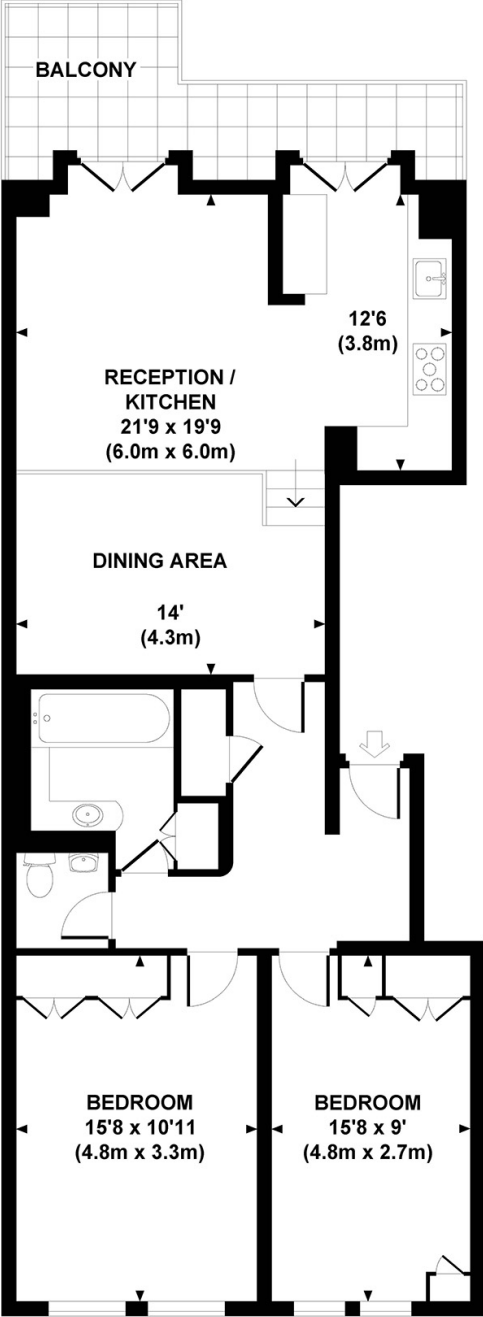 BALCONY
12'6
(3.8m)
RECEPTION /
KITCHEN
21'9 x 19'9
(6.0m x 6.0m)
DINING AREA
14'
(4.3m)
BEDROOM
15'8 x 10'11
(4.8m x 3.3m)
BEDROOM
15'8 x 9'
(4.8m x 2.7m)